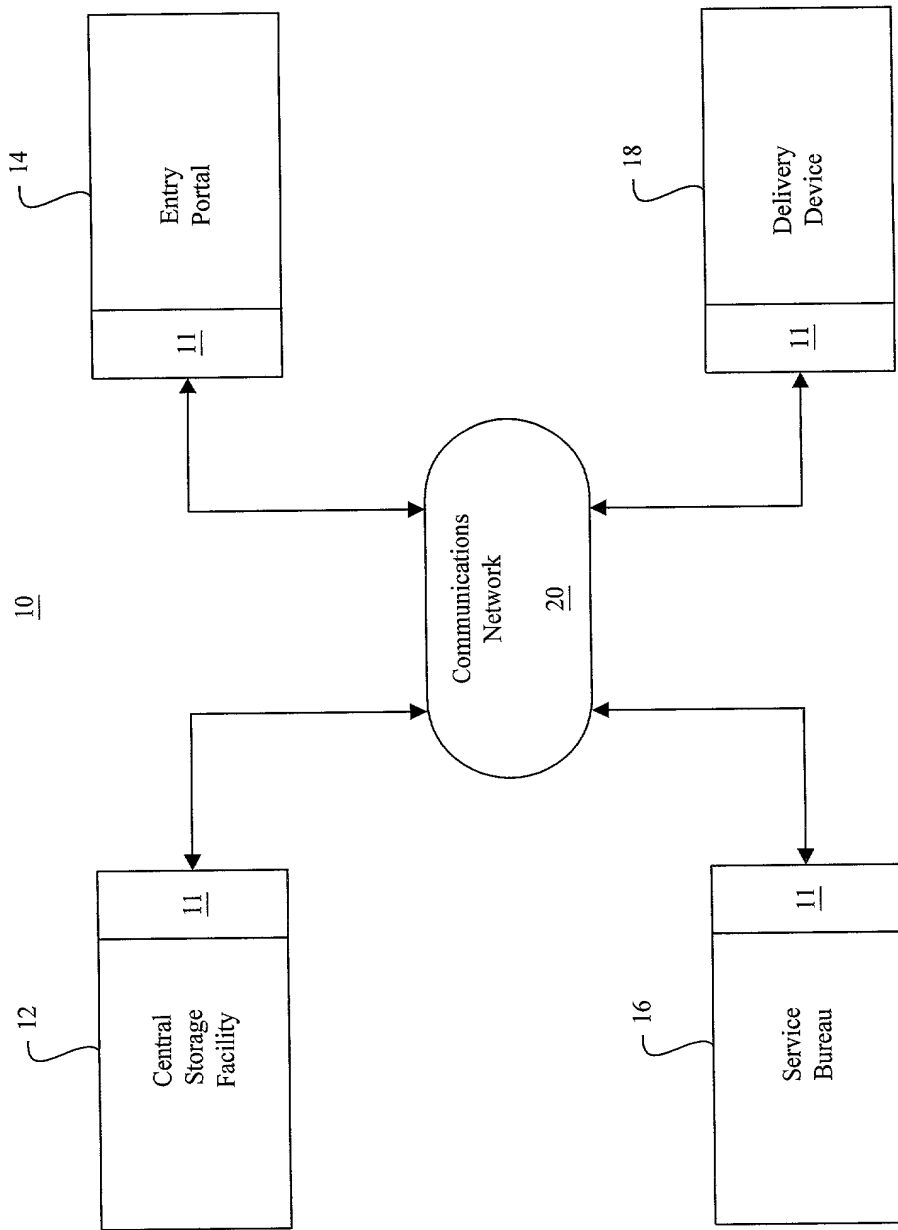 10
12
14
Central
Storage
Facility
11
11
Entry
Portal
Communications
Network
20
16
18
Service
Bureau
11
11
Delivery
Device